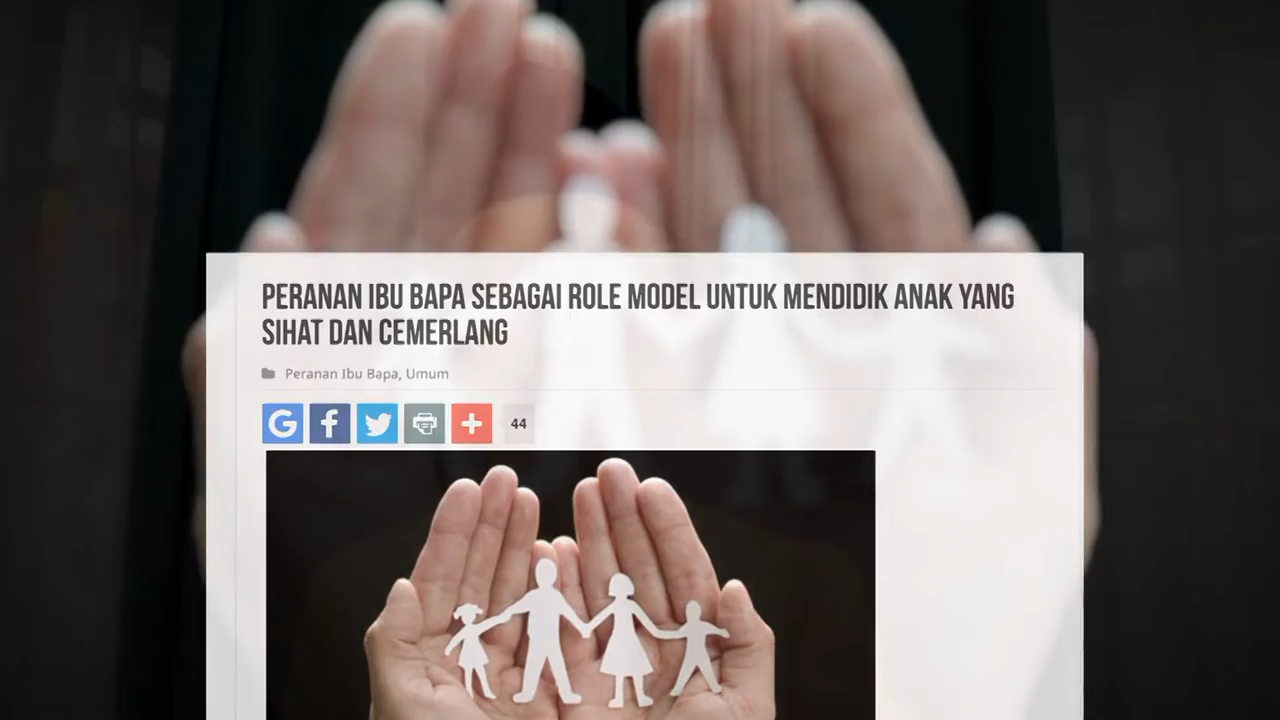 PERANAN IBU BAPA SEBAGAI ROLE MODEL UNTUK MENDIDIK ANAK YANG
SIHAT DAN CEMERLANG
Peranan Ibu Bapa, Umum
G f 44